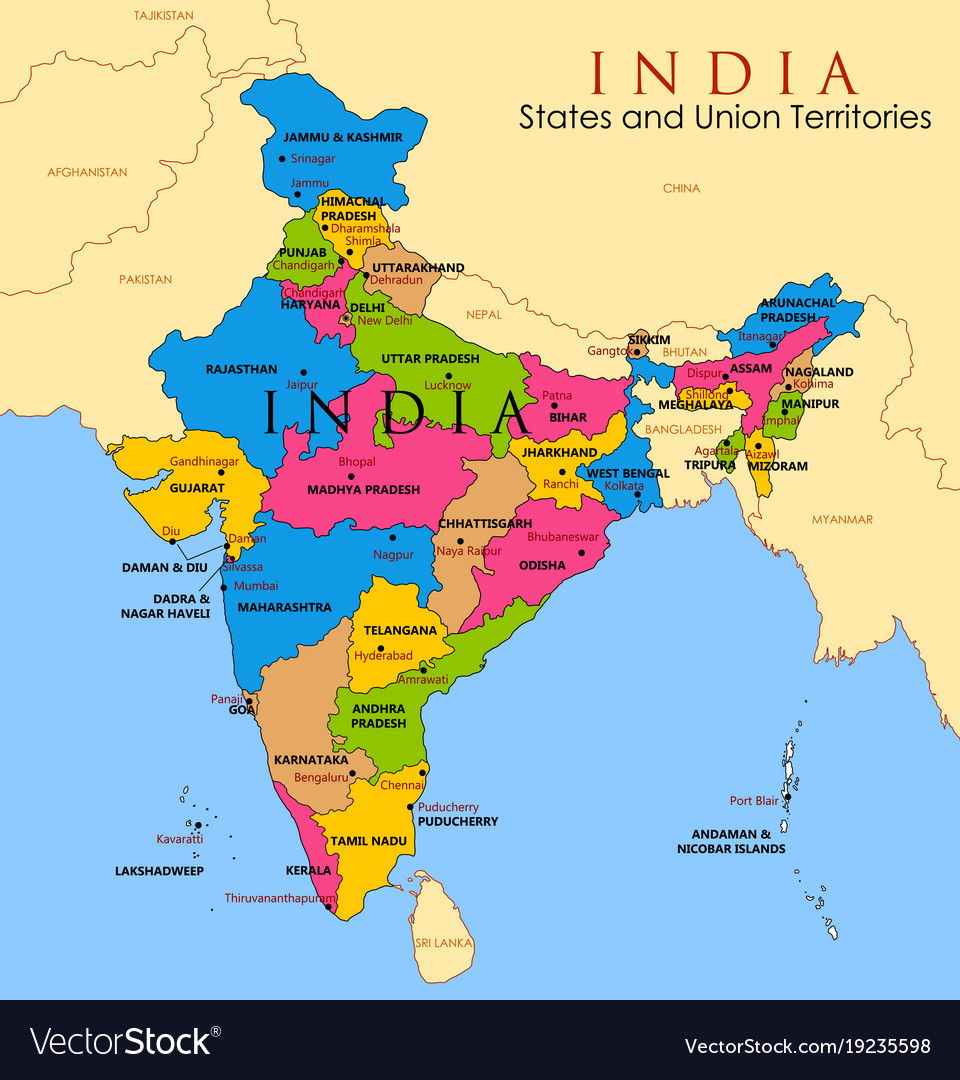 TAJIKISTAN
INDIA
States and Union Territories
AFGHANISTAN
CHINA
PAKISTAN
NEPAL
BHUTAN
BANGLADESH
MYANMAR
SRI LANKA
JAMMU & KASHMIR
Srinagar
Jammu
HIMACHAL
PRADESH
Dharamshala
Shimla
PUNJAB
Chandigarh
UTTARAKHAND
Dehradun
Chandigarh
HARYANA
DELHI
New Delhi
RAJASTHAN
Jaipur
UTTAR PRADESH
Lucknow
INDIA
Patna
BIHAR
SIKKIM
Gangtok
ARUNACHAL
PRADESH
Itanagar
Dispur
ASSAM
NAGALAND
Kohima
Shillong
MEGHALAYA
MANIPUR
Imphal
Agartala
TRIPURA
Aizawl
MIZORAM
JHARKHAND
Ranchi
WEST BENGAL
Kolkata
Gandhinagar
GUJARAT
Diu
Daman
DAMAN & DIU
Silvassa
DADRA &
NAGAR HAVELI
Bhopal
MADHYA PRADESH
CHHATTISGARH
Naya Raipur
Bhubaneswar
ODISHA
Nagpur
Mumbai
MAHARASHTRA
TELANGANA
Hyderabad
Amrawati
ANDHRA
PRADESH
Panaji
GOA
KARNATAKA
Bengaluru
Chennai
Puducherry
PUDUCHERRY
TAMIL NADU
KERALA
Thiruvananthapuram
Kavaratti
LAKSHADWEEP
Port Blair
ANDAMAN &
NICOBAR ISLANDS
VectorStock®
VectorStock.com/19235598